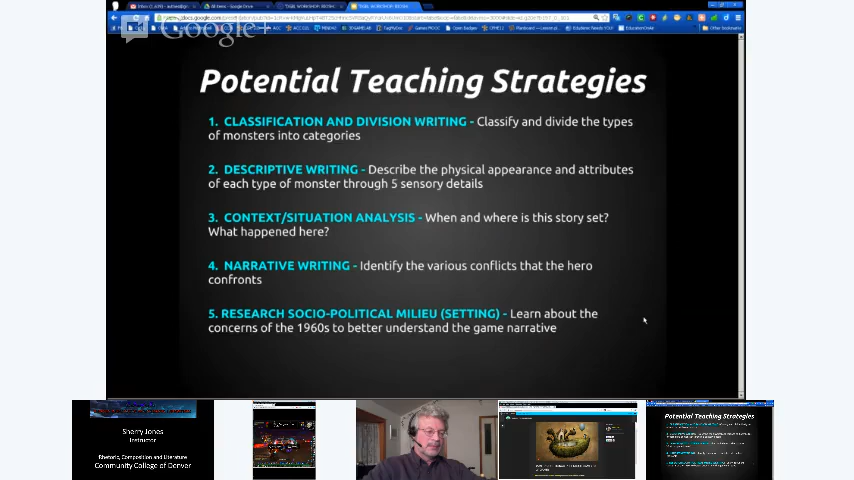 Google+
Potential Teaching Strategies
1. CLASSIFICATION AND DIVISION WRITING - Classify and divide the types
of monsters into categories
2. DESCRIPTIVE WRITING - Describe the physical appearance and attributes
of each type of monster through 5 sensory details
3. CONTEXT/SITUATION ANALYSIS - When and where is this story set?
What happened here?
4. NARRATIVE WRITING - Identify the various conflicts that the hero
confronts
5. RESEARCH SOCIO-POLITICAL MILIEU (SETTING) - Learn about the
concerns of the 1960s to better understand the game narrative
Sherry Jones
Instructor
Rhetoric, Composition and Literature
Community College of Denver
Potential Teaching Strategies